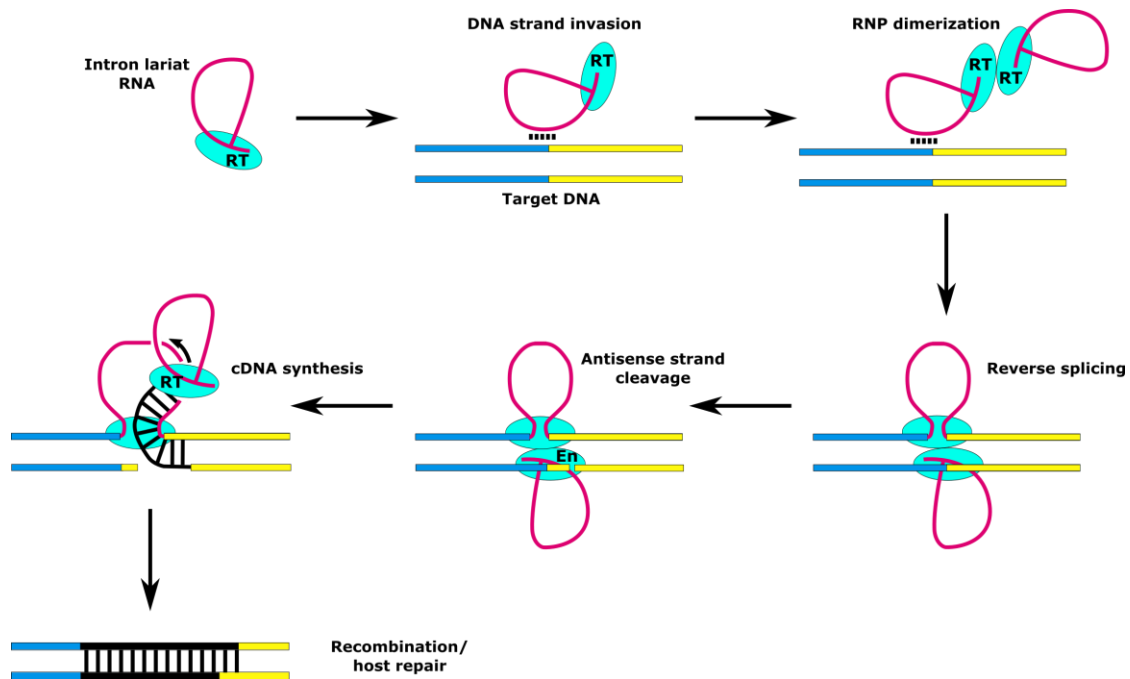 Intron lariat
RNA
RT
DNA strand invasion
RT
Target DNA
RNP dimerization
RT
RT
Reverse splicing
Antisense strand
cleavage
En
cDNA synthesis
RT
Recombination/
host repair